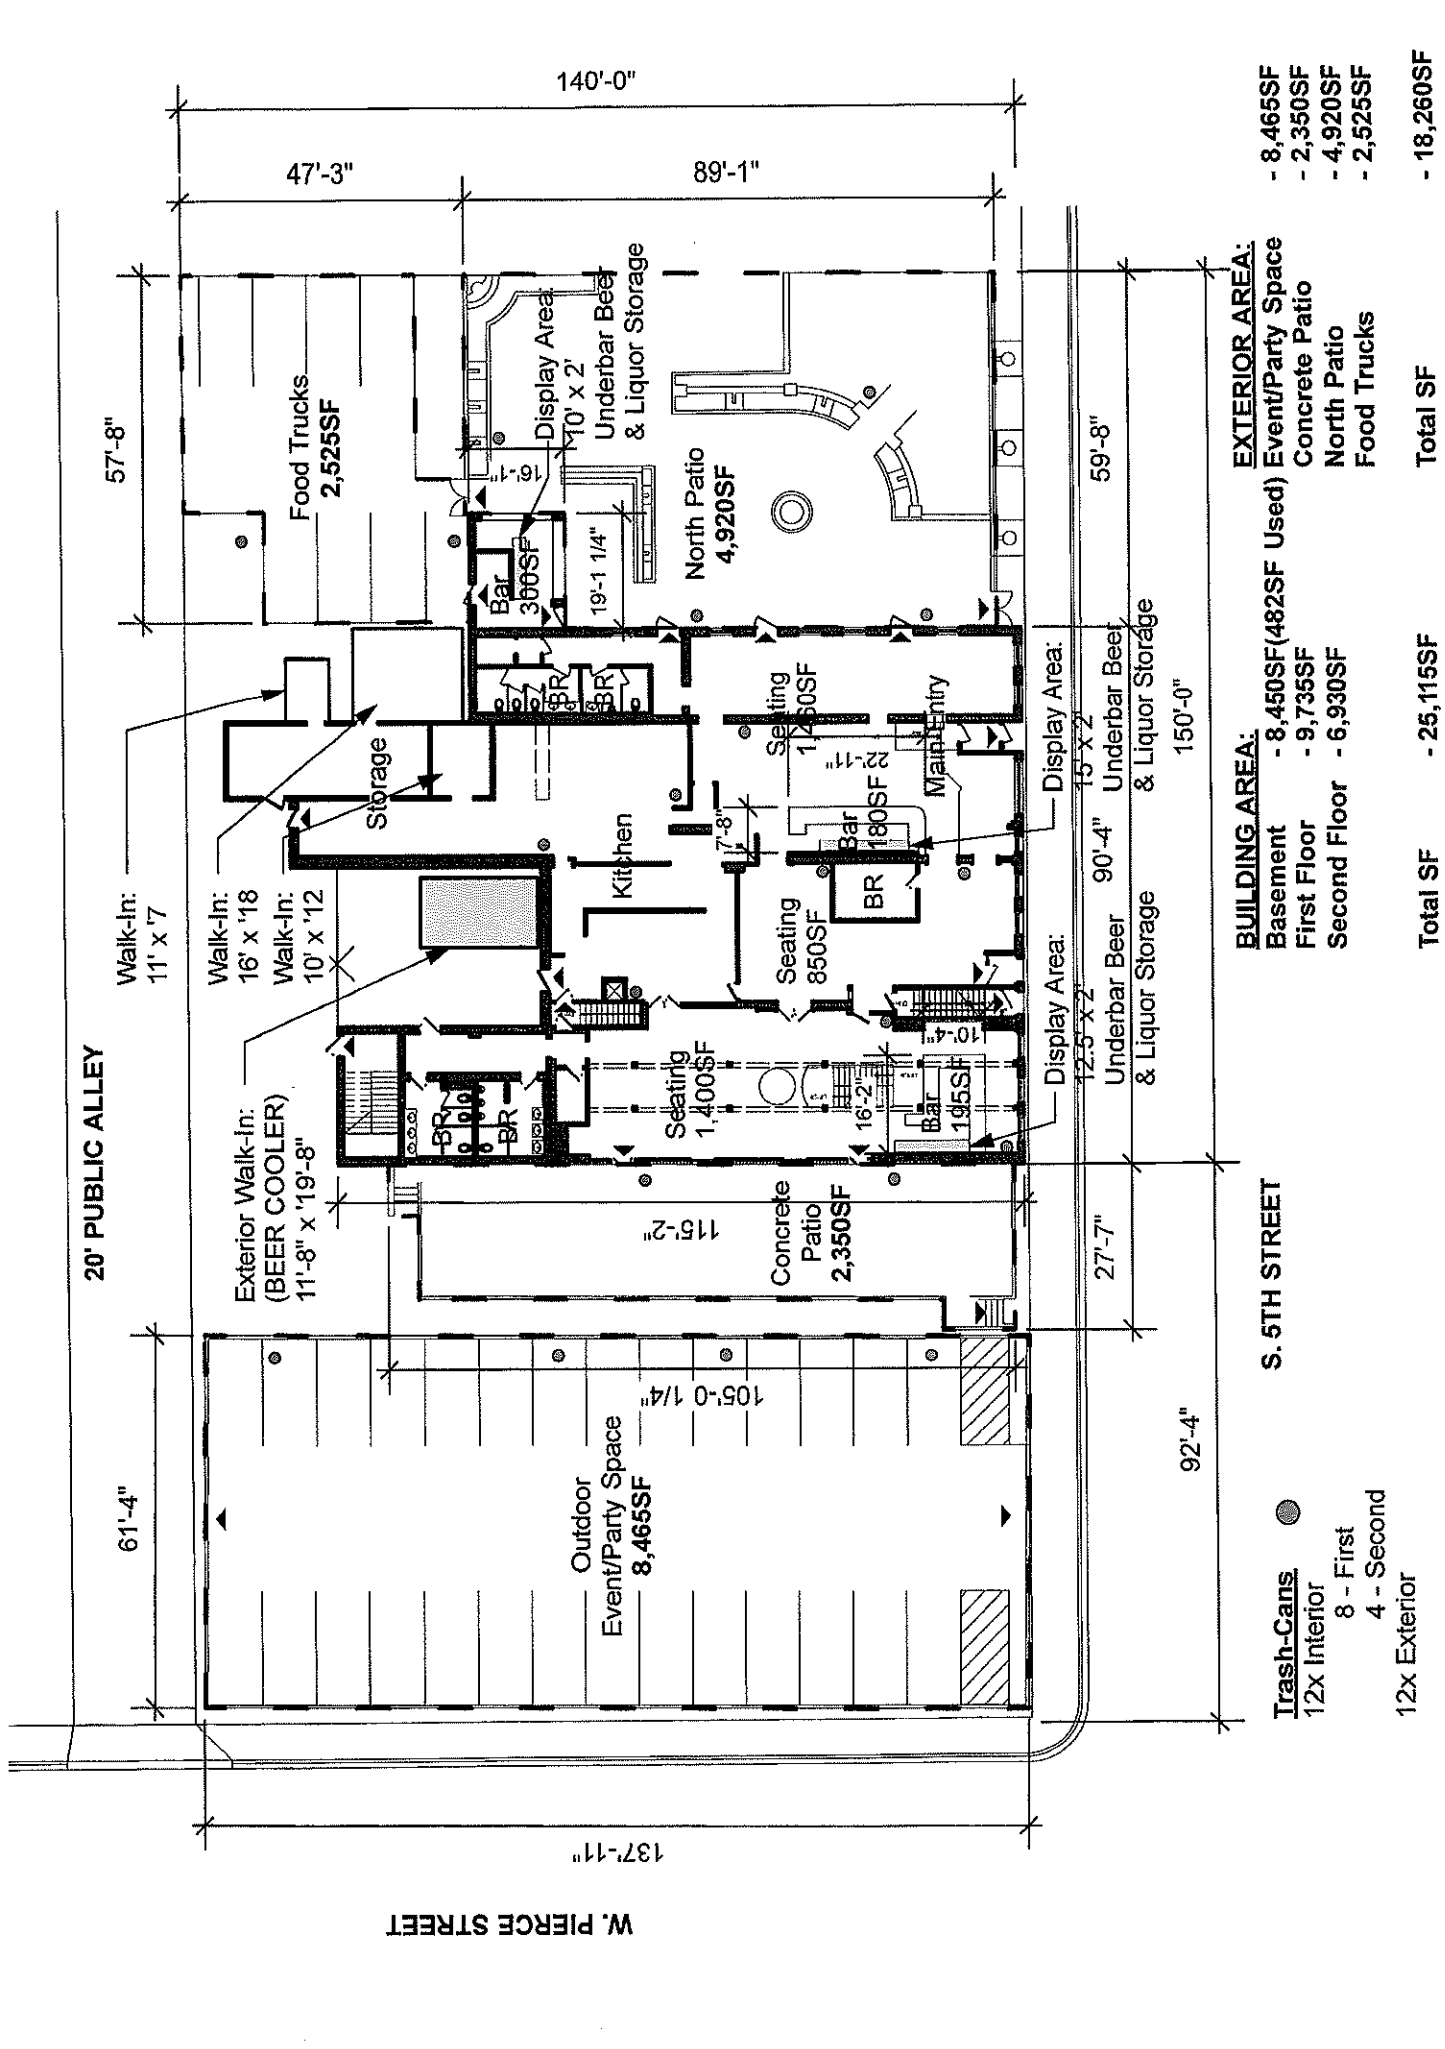 20' PUBLIC ALLEY
W. PIERCE STREET
S. 5TH STREET
140'-0"
47'-3"
89'-1"
57'-8"
59'-8"
90'-4"
150'-0"
27'-7"
92'-4"
61'-4"
137'-11"
115'-2"
105'-0 1/4"
Walk-In:
11' x '7
Walk-In:
16' x '18
Walk-In:
10' x '12
Exterior Walk-In:
(BEER COOLER)
11'-8" x '19'-8"
Food Trucks
2,525SF
Display Area:
10' x 2'
Underbar Beer
& Liquor Storage
16'-1"
19'-1 1/4"
Bar
300SF
North Patio
4,920SF
BR
BR
Storage
Kitchen
Seating
1,460SF
22'-11"
Main Entry
7'-8"
Bar
180SF
BR
Seating
850SF
Display Area:
15' x 2'
Underbar Beer
& Liquor Storage
Seating
1,400SF
BR
BR
16'-2"
10'-4"
Bar
195SF
Display Area:
12.5' x 2'
Underbar Beer
& Liquor Storage
Concrete
Patio
2,350SF
Outdoor
Event/Party Space
8,465SF
Trash-Cans
12x Interior
8 - First
4 - Second
12x Exterior
BUILDING AREA:
Basement - 8,450SF(482SF Used)
First Floor - 9,735SF
Second Floor - 6,930SF
Total SF - 25,115SF
EXTERIOR AREA:
Event/Party Space - 8,465SF
Concrete Patio - 2,350SF
North Patio - 4,920SF
Food Trucks - 2,525SF
Total SF - 18,260SF